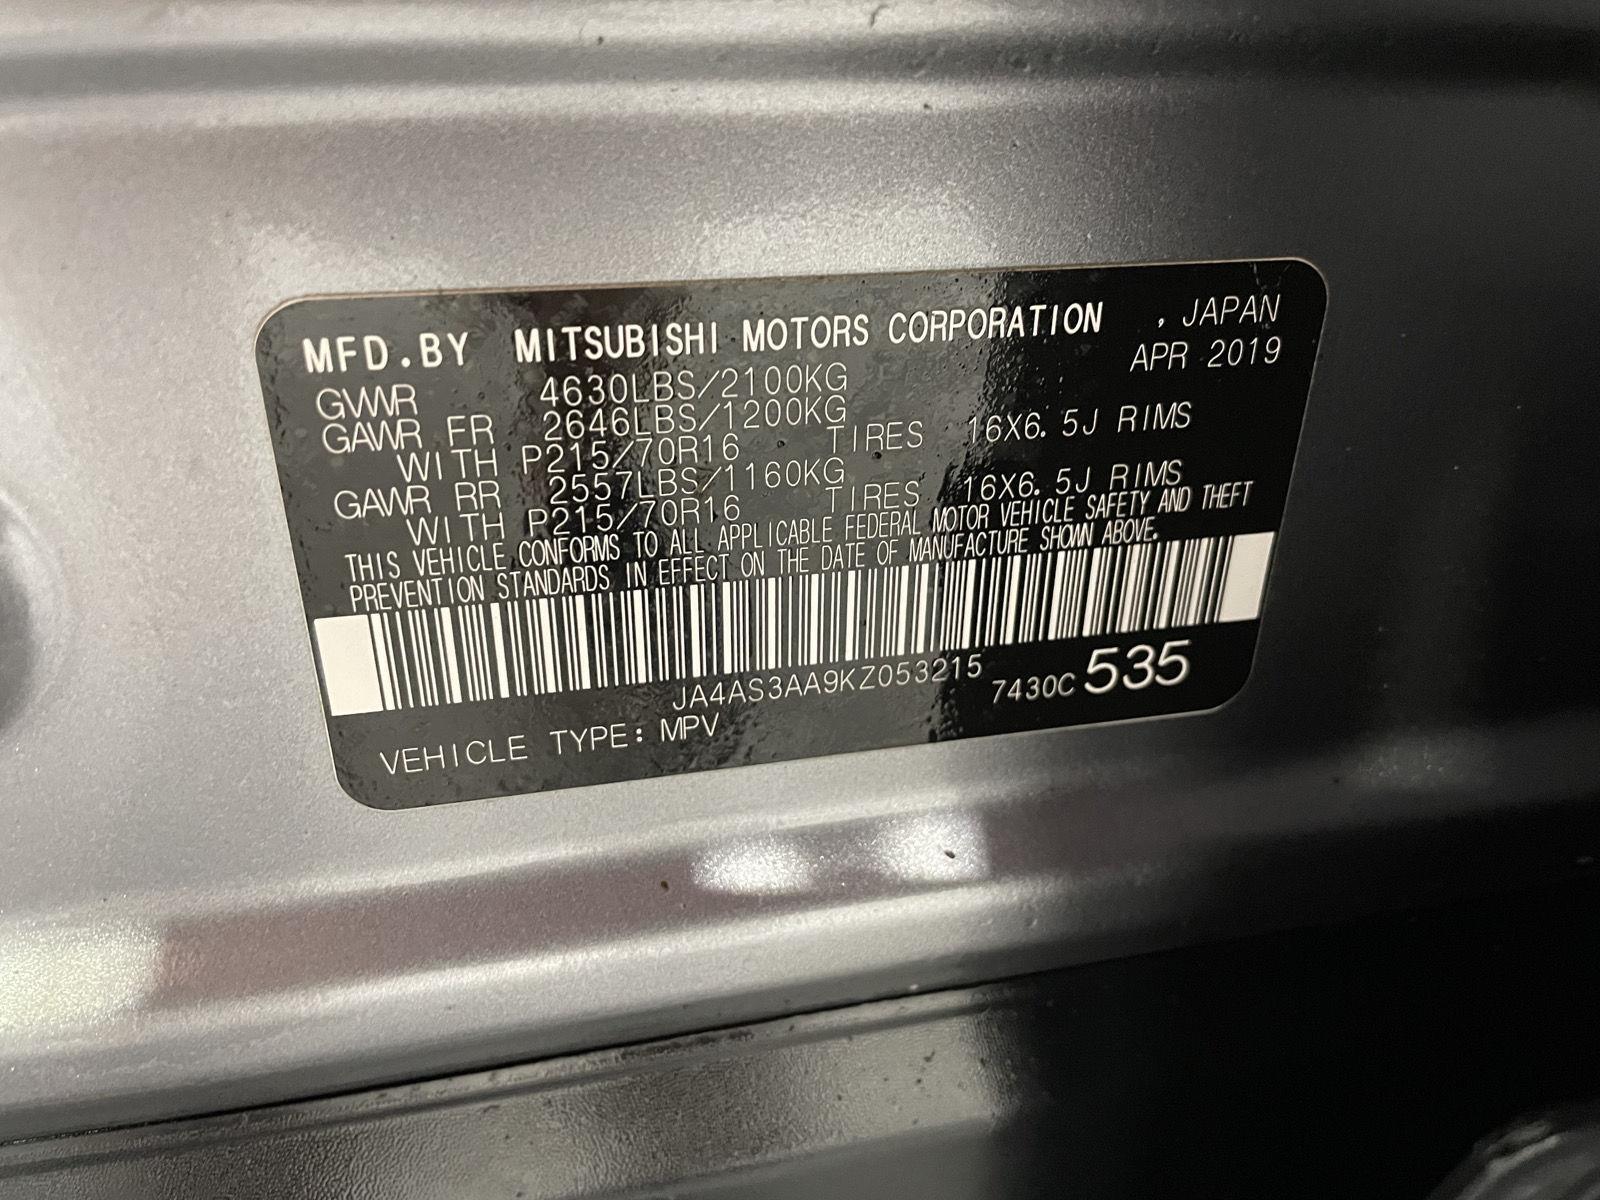 MFD.BY MITSUBISHI MOTORS CORPORATION , JAPAN
APR 2019
GVWR 4630LBS/2100KG
GAWR FR 2646LBS/1200KG
WITH P215/70R16 TIRES 16X6.5J RIMS
GAWR RR 2557LBS/1160KG
WITH P215/70R16 TIRES 16X6.5J RIMS
THIS VEHICLE CONFORMS TO ALL APPLICABLE FEDERAL MOTOR VEHICLE SAFETY AND THEFT
PREVENTION STANDARDS IN EFFECT ON THE DATE OF MANUFACTURE SHOWN ABOVE.
JA4AS3AA9KZ053215 7430C 535
VEHICLE TYPE: MPV